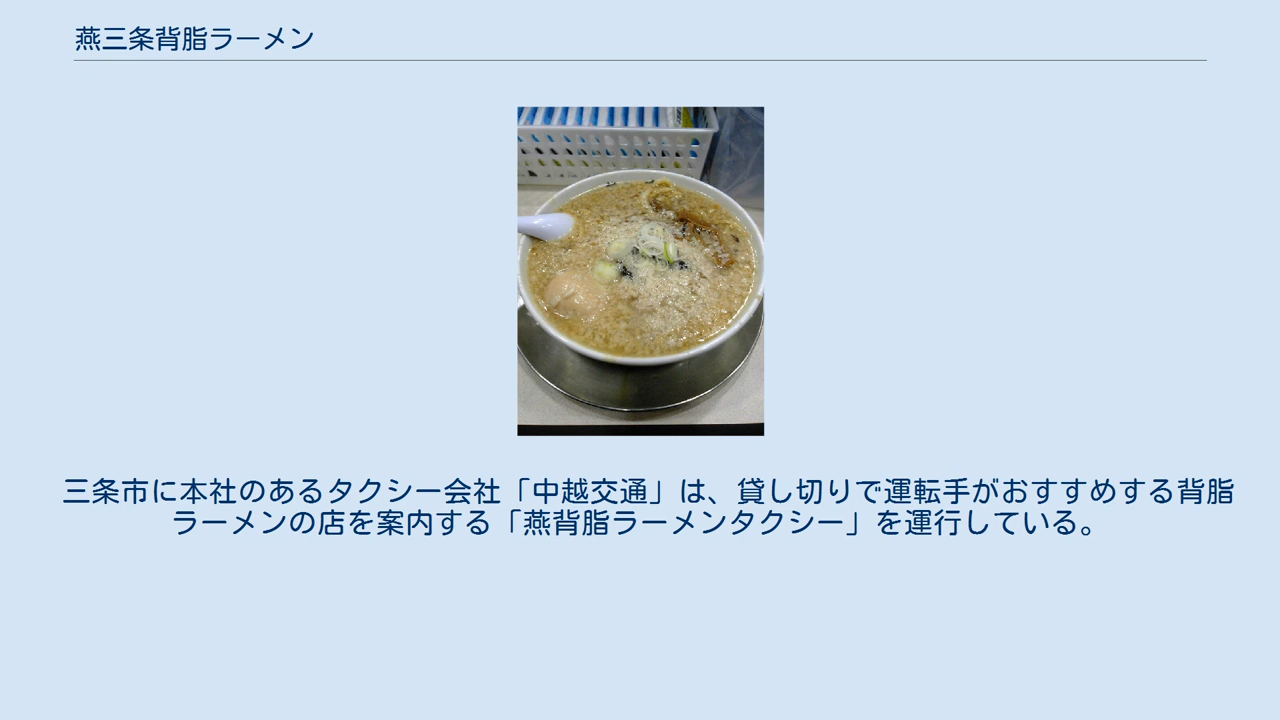 燕三条背脂ラーメン
三条市に本社のあるタクシー会社「中越交通」は、貸し切りで運転手がおすすめする背脂
ラーメンの店を案内する「燕背脂ラーメンタクシー」を運行している。